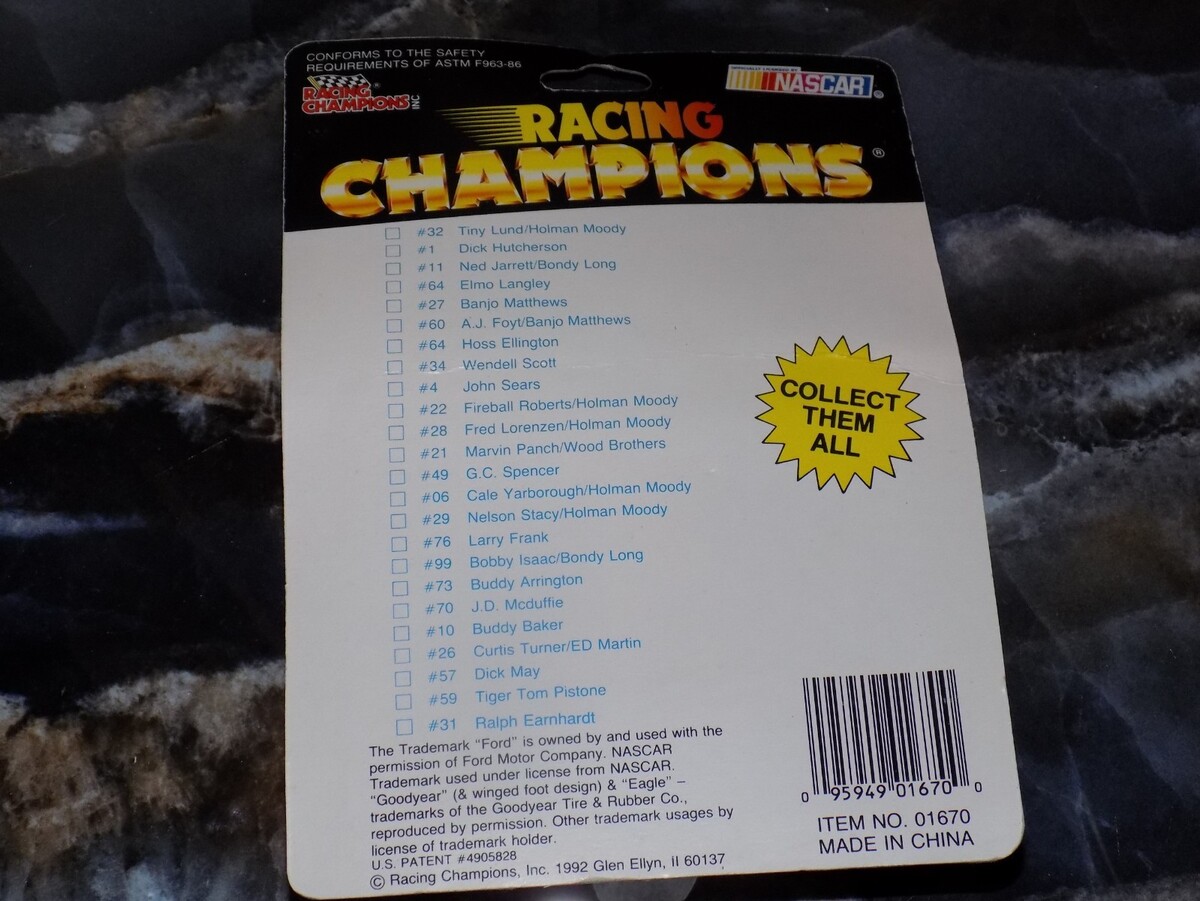 CONFORMS TO THE SAFETY
REQUIREMENTS OF ASTM F963-86
RACING
CHAMPIONS INC
OFFICIALLY LICENSED BY
NASCAR®
RACING
CHAMPIONS®
#32 Tiny Lund/Holman Moody
#1 Dick Hutcherson
#11 Ned Jarrett/Bondy Long
#64 Elmo Langley
#27 Banjo Matthews
#60 A.J. Foyt/Banjo Matthews
#64 Hoss Ellington
#34 Wendell Scott
#4 John Sears
#22 Fireball Roberts/Holman Moody
#28 Fred Lorenzen/Holman Moody
#21 Marvin Panch/Wood Brothers
#49 G.C. Spencer
#06 Cale Yarborough/Holman Moody
#29 Nelson Stacy/Holman Moody
#76 Larry Frank
#99 Bobby Isaac/Bondy Long
#73 Buddy Arrington
#70 J.D. Mcduffie
#10 Buddy Baker
#26 Curtis Turner/ED Martin
#57 Dick May
#59 Tiger Tom Pistone
#31 Ralph Earnhardt
COLLECT
THEM
ALL
The Trademark "Ford" is owned by and used with the
permission of Ford Motor Company. NASCAR
Trademark used under license from NASCAR.
"Goodyear" (& winged foot design) & "Eagle" –
trademarks of the Goodyear Tire & Rubber Co.,
reproduced by permission. Other trademark usages by
license of trademark holder.
U.S. PATENT #4905828
© Racing Champions, Inc. 1992 Glen Ellyn, Il 60137
0 95949 01670 0
ITEM NO. 01670
MADE IN CHINA